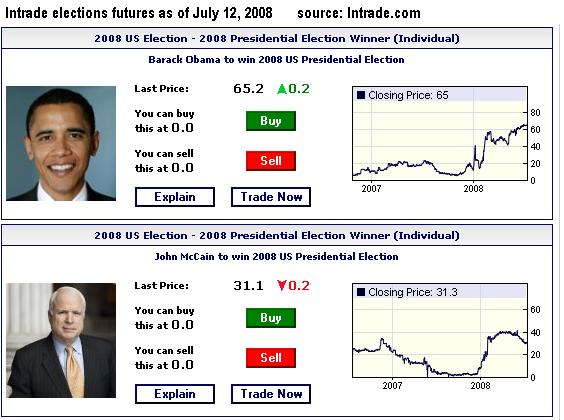 Intrade elections futures as of July 12, 2008 source: Intrade.com
2008 US Election - 2008 Presidential Election Winner (Individual)
Barack Obama to win 2008 US Presidential Election
Last Price: 65.2 ▲0.2
You can buy
this at 0.0
Buy
You can sell
this at 0.0
Sell
Explain Trade Now
Closing Price: 65
80
60
40
20
0
2007 2008
2008 US Election - 2008 Presidential Election Winner (Individual)
John McCain to win 2008 US Presidential Election
Last Price: 31.1 ▼0.2
You can buy
this at 0.0
Buy
You can sell
this at 0.0
Sell
Explain Trade Now
Closing Price: 31.3
60
40
20
0
2007 2008